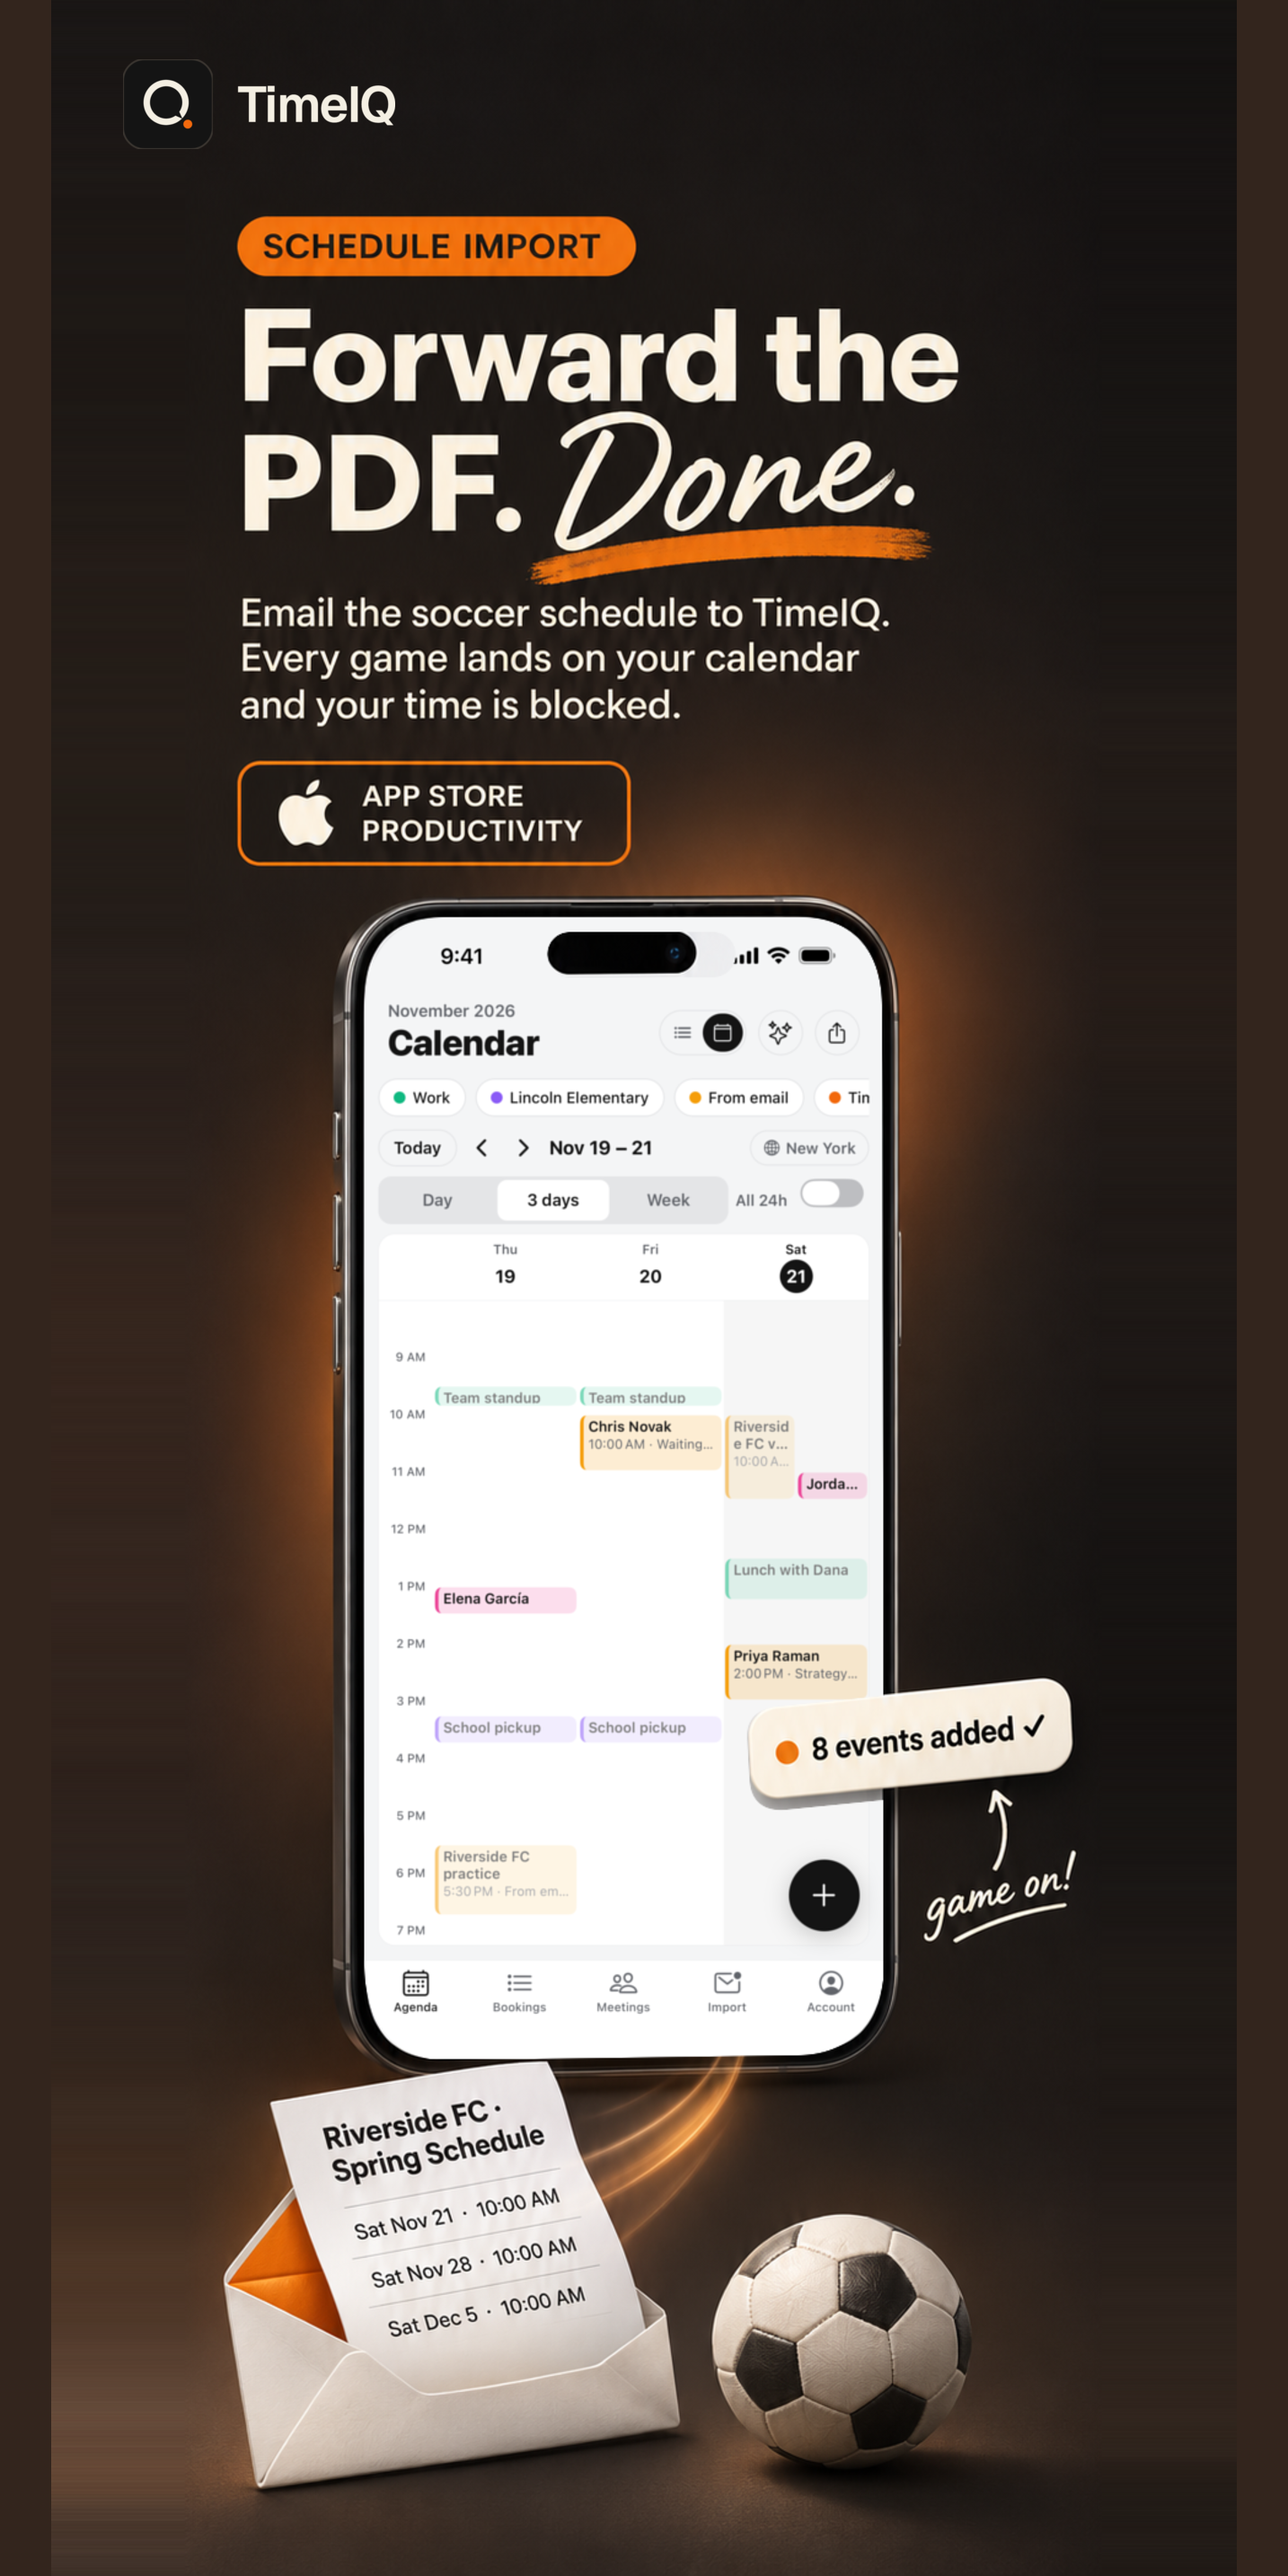 TimeIQ
SCHEDULE IMPORT
Forward the
PDF. Done.
Email the soccer schedule to TimeIQ.
Every game lands on your calendar
and your time is blocked.
APP STORE
PRODUCTIVITY
9:41
November 2026
Calendar
Work
Lincoln Elementary
From email
Tim
Today
Nov 19 – 21
New York
Day
3 days
Week
All 24h
Thu
19
Fri
20
Sat
21
9 AM
Team standup
Team standup
10 AM
Chris Novak
10:00 AM · Waiting...
Riversid
e FC v...
10:00 A...
11 AM
Jorda...
12 PM
Lunch with Dana
1 PM
Elena García
2 PM
Priya Raman
2:00 PM · Strategy...
3 PM
School pickup
School pickup
8 events added ✓
4 PM
5 PM
Riverside FC
practice
5:30 PM · From em...
6 PM
game on!
7 PM
Agenda
Bookings
Meetings
Import
Account
Riverside FC ·
Spring Schedule
Sat Nov 21 · 10:00 AM
Sat Nov 28 · 10:00 AM
Sat Dec 5 · 10:00 AM